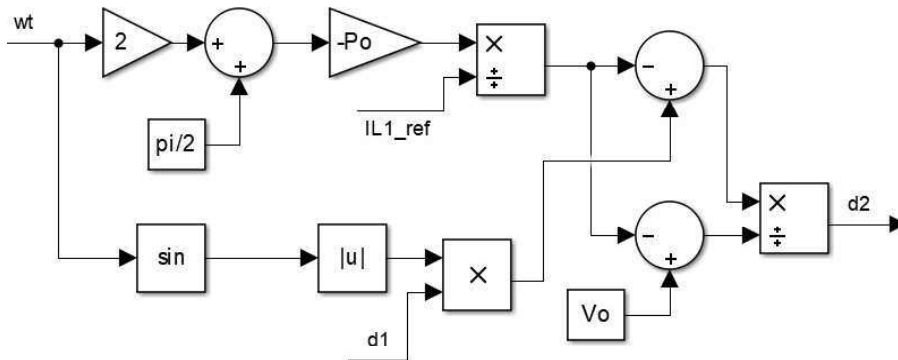 wt
2
+
+
-Po
×
÷
IL1_ref
pi/2
−
+
sin
|u|
×
d1
−
+
Vo
×
÷
d2